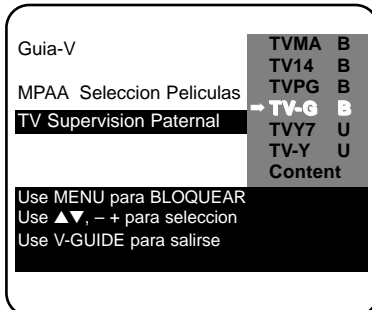 Guia-V
MPAA Seleccion Peliculas
TV Supervision Paternal
TVMA B
TV14 B
TVPG B
➡ TV-G B
TVY7 U
TV-Y U
Content
Use MENU para BLOQUEAR
Use ▲▼, – + para seleccion
Use V-GUIDE para salirse